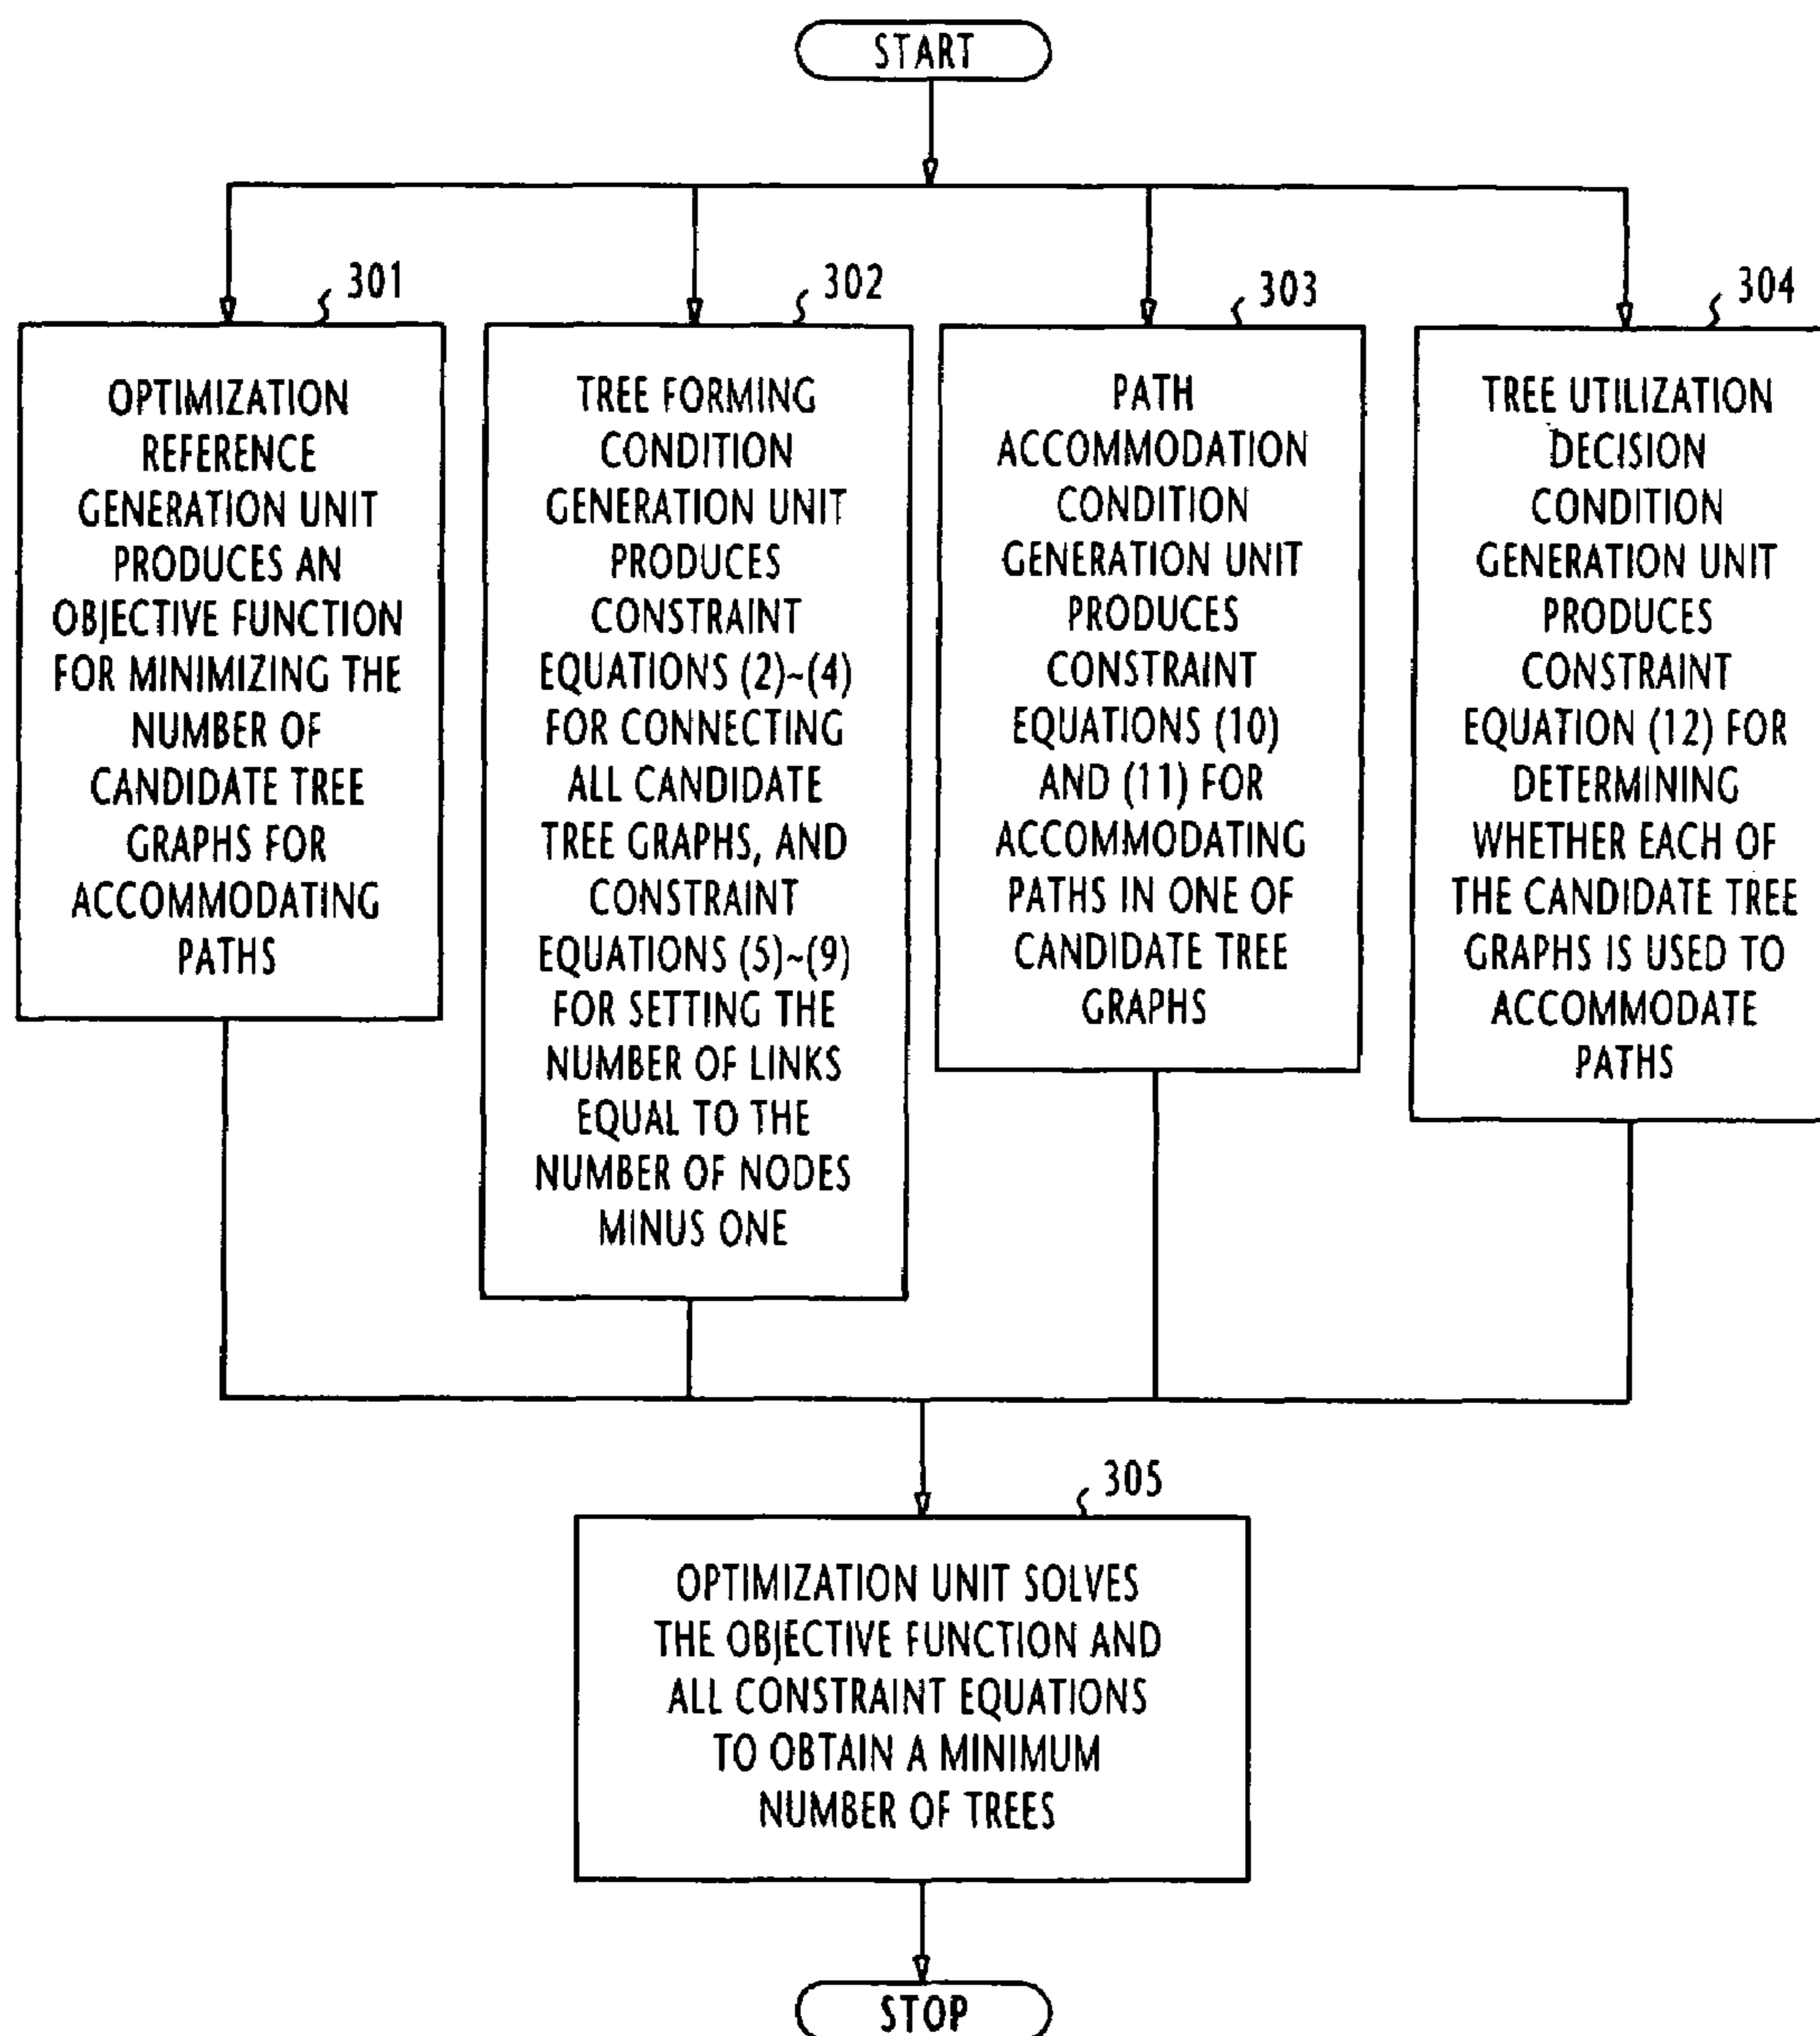 START
301
OPTIMIZATION
REFERENCE
GENERATION UNIT
PRODUCES AN
OBJECTIVE FUNCTION
FOR MINIMIZING THE
NUMBER OF
CANDIDATE TREE
GRAPHS FOR
ACCOMMODATING
PATHS
302
TREE FORMING
CONDITION
GENERATION UNIT
PRODUCES
CONSTRAINT
EQUATIONS (2)~(4)
FOR CONNECTING
ALL CANDIDATE
TREE GRAPHS, AND
CONSTRAINT
EQUATIONS (5)~(9)
FOR SETTING THE
NUMBER OF LINKS
EQUAL TO THE
NUMBER OF NODES
MINUS ONE
303
PATH
ACCOMMODATION
CONDITION
GENERATION UNIT
PRODUCES
CONSTRAINT
EQUATIONS (10)
AND (11) FOR
ACCOMMODATING
PATHS IN ONE OF
CANDIDATE TREE
GRAPHS
304
TREE UTILIZATION
DECISION
CONDITION
GENERATION UNIT
PRODUCES
CONSTRAINT
EQUATION (12) FOR
DETERMINING
WHETHER EACH OF
THE CANDIDATE TREE
GRAPHS IS USED TO
ACCOMMODATE
PATHS
305
OPTIMIZATION UNIT SOLVES
THE OBJECTIVE FUNCTION AND
ALL CONSTRAINT EQUATIONS
TO OBTAIN A MINIMUM
NUMBER OF TREES
STOP